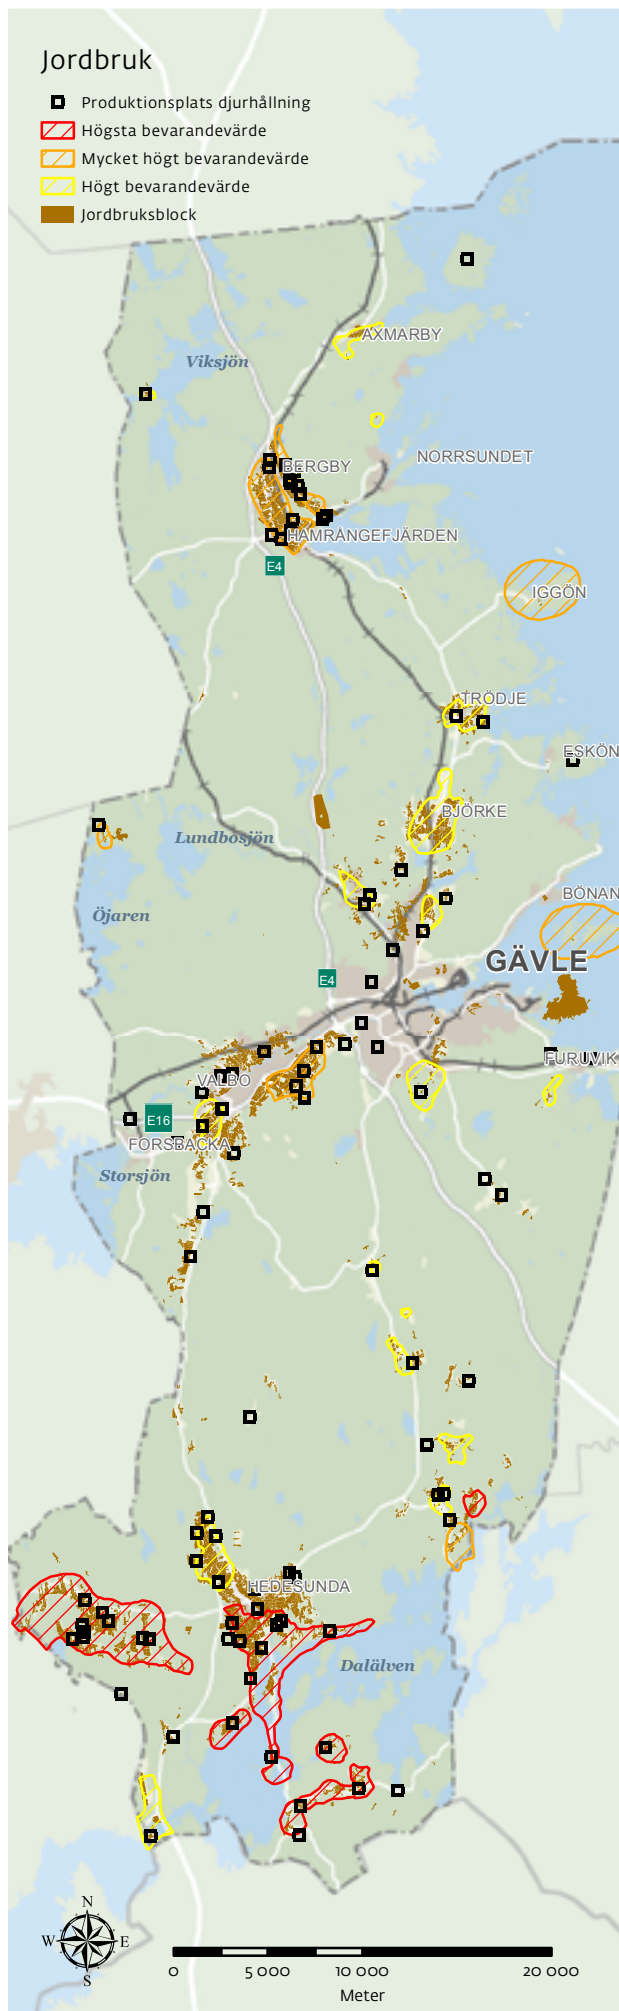 Jordbruk
Produktionsplats djurhållning
Högsta bevarandevärde
Mycket högt bevarandevärde
Högt bevarandevärde
Jordbruksblock
AXMARBY
Viksjön
NORRSUNDET
BERGBY
HAMRÅNGEFJÄRDEN
E4
IGGÖN
TRÖDJE
ESKÖN
BJÖRKE
Lundbosjön
BÖNAN
Öjaren
GÄVLE
E4
FURUVIK
VALBO
E16
FORSBACKA
Storsjön
HEDESUNDA
Dalälven
N
W E
S
0 5 000 10 000 20 000
Meter